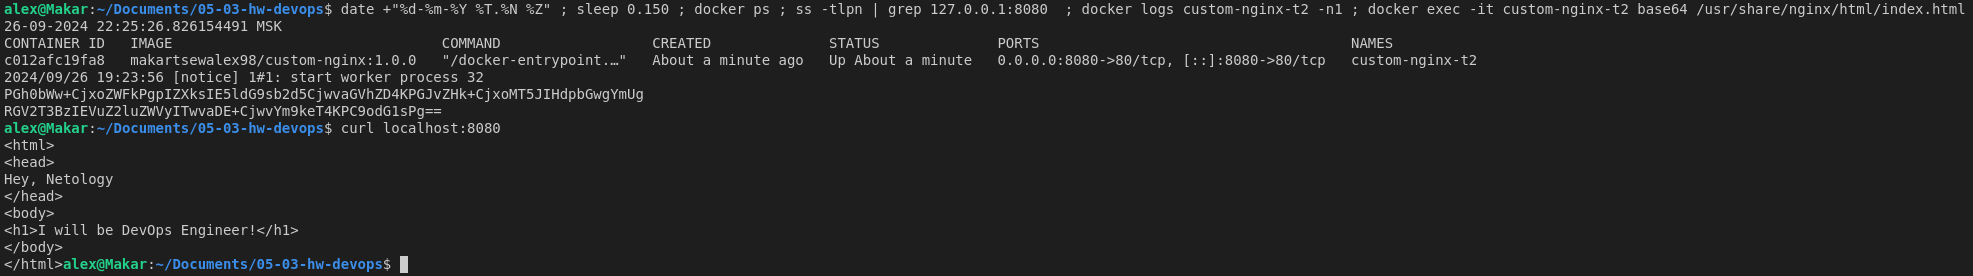 alex@Makar:~/Documents/05-03-hw-devops$ date +"%d-%m-%Y %T.%N %Z" ; sleep 0.150 ; docker ps ; ss -tlpn | grep 127.0.0.1:8080  ; docker logs custom-nginx-t2 -n1 ; docker exec -it custom-nginx-t2 base64 /usr/share/nginx/html/index.html
26-09-2024 22:25:26.826154491 MSK
CONTAINER ID   IMAGE                               COMMAND                  CREATED              STATUS              PORTS                                     NAMES
c012afc19fa8   makartsewalex98/custom-nginx:1.0.0   "/docker-entrypoint.…"   About a minute ago   Up About a minute   0.0.0.0:8080->80/tcp, [::]:8080->80/tcp   custom-nginx-t2
2024/09/26 19:23:56 [notice] 1#1: start worker process 32
PGh0bWw+CjxoZWFkPgpIZXksIE5ldG9sb2d5CjwvaGVhZD4KPGJvZHk+CjxoMT5JIHdpbGwgYmUg
RGV2T3BzIEVuZ2luZWVyITwvaDE+CjwvYm9keT4KPC9odG1sPg==
alex@Makar:~/Documents/05-03-hw-devops$ curl localhost:8080
<html>
<head>
Hey, Netology
</head>
<body>
<h1>I will be DevOps Engineer!</h1>
</body>
</html>alex@Makar:~/Documents/05-03-hw-devops$